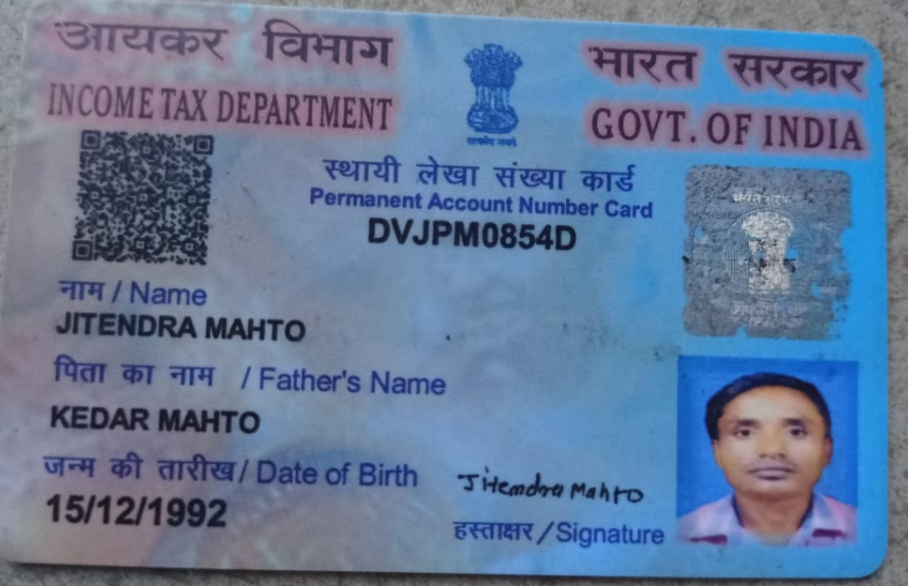 आयकर विभाग
INCOME TAX DEPARTMENT
भारत सरकार
GOVT. OF INDIA
सत्यमेव जयते
स्थायी लेखा संख्या कार्ड
Permanent Account Number Card
DVJPM0854D
नाम / Name
JITENDRA MAHTO
पिता का नाम / Father's Name
KEDAR MAHTO
जन्म की तारीख / Date of Birth
15/12/1992
Jitendra Mahto
हस्ताक्षर / Signature